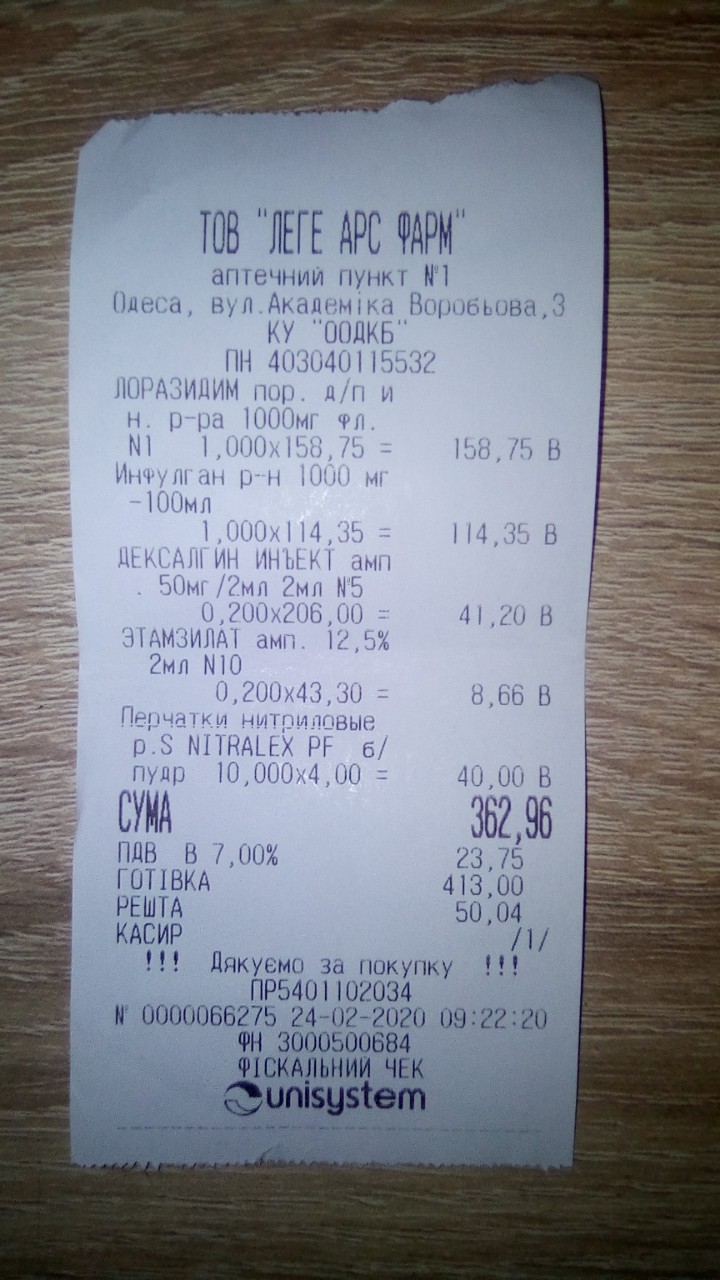 ТОВ "ЛЕГЕ АРС ФАРМ"
аптечний пункт №1
Одеса, вул.Академіка Воробьова,3
КУ "ООДКБ"
ПН 403040115532
ЛОРАЗИДИМ пор. д/п и
н. р-ра 1000мг фл.
N1 1,000x158,75 = 158,75 В
Инфулган р-н 1000 мг
-100мл
1,000x114,35 = 114,35 В
ДЕКСАЛГИН ИНЪЕКТ амп
. 50мг/2мл 2мл №5
0,200x206,00 = 41,20 В
ЭТАМЗИЛАТ амп. 12,5%
2мл N10
0,200x43,30 = 8,66 В
Перчатки нитриловые
р.S NITRALEX PF б/
пудр 10,000x4,00 = 40,00 В
СУМА 362,96
ПДВ В 7,00% 23,75
ГОТІВКА 413,00
РЕШТА 50,04
КАСИР /1/
!!! Дякуємо за покупку !!!
ПР5401102034
№ 0000066275 24-02-2020 09:22:20
ФН 3000500684
ФІСКАЛЬНИЙ ЧЕК
unisystem